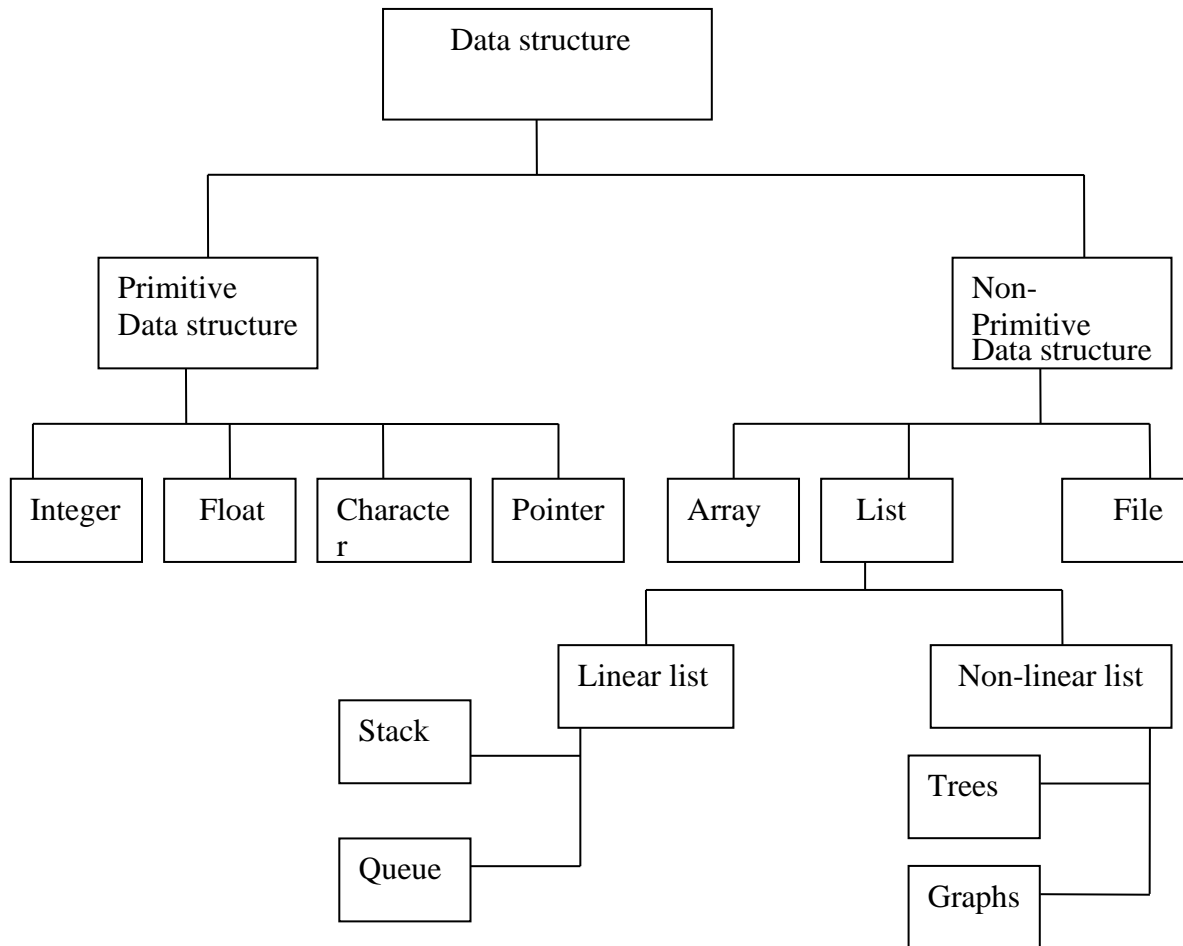 Data structure
Primitive
Data structure
Non-
Primitive
Data structure
Integer
Float
Characte
r
Pointer
Array
List
File
Linear list
Non-linear list
Stack
Trees
Queue
Graphs